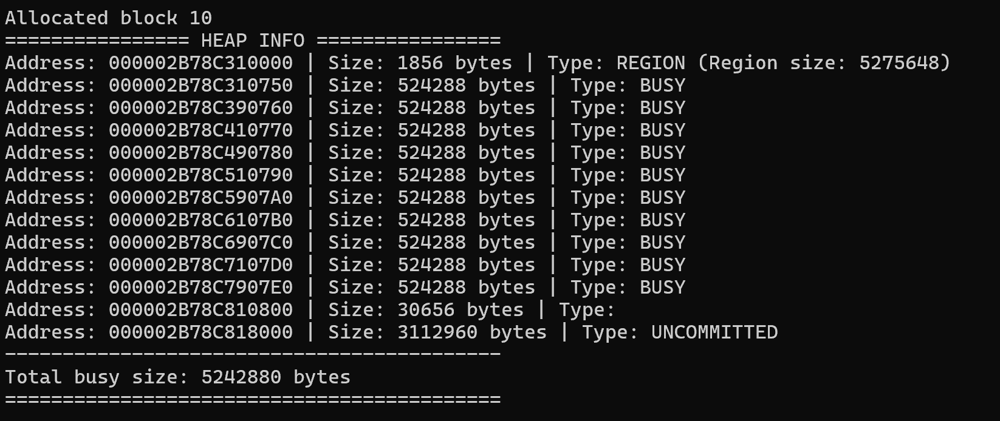 Allocated block 10
================ HEAP INFO ================
Address: 000002B78C310000 | Size: 1856 bytes | Type: REGION (Region size: 5275648)
Address: 000002B78C310750 | Size: 524288 bytes | Type: BUSY
Address: 000002B78C390760 | Size: 524288 bytes | Type: BUSY
Address: 000002B78C410770 | Size: 524288 bytes | Type: BUSY
Address: 000002B78C490780 | Size: 524288 bytes | Type: BUSY
Address: 000002B78C510790 | Size: 524288 bytes | Type: BUSY
Address: 000002B78C5907A0 | Size: 524288 bytes | Type: BUSY
Address: 000002B78C6107B0 | Size: 524288 bytes | Type: BUSY
Address: 000002B78C6907C0 | Size: 524288 bytes | Type: BUSY
Address: 000002B78C7107D0 | Size: 524288 bytes | Type: BUSY
Address: 000002B78C7907E0 | Size: 524288 bytes | Type: BUSY
Address: 000002B78C810800 | Size: 30656 bytes | Type:
Address: 000002B78C818000 | Size: 3112960 bytes | Type: UNCOMMITTED
-------------------------------------------
Total busy size: 5242880 bytes
===========================================